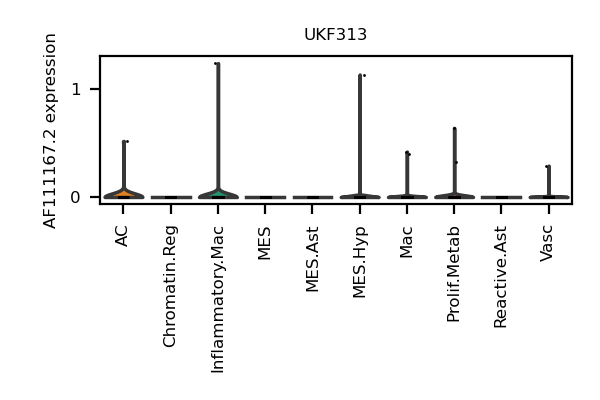 UKF313
AF111167.2 expression
1
0
AC
Chromatin.Reg
Inflammatory.Mac
MES
MES.Ast
MES.Hyp
Mac
Prolif.Metab
Reactive.Ast
Vasc